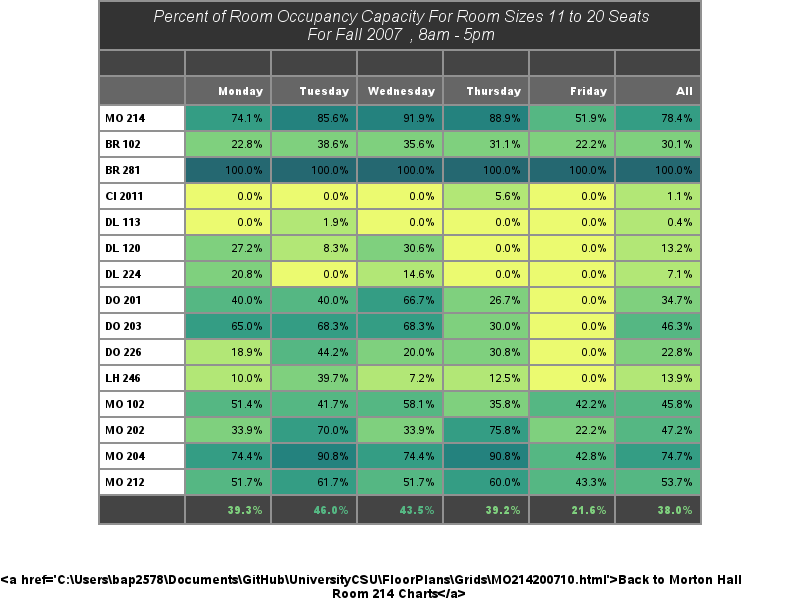 Percent of Room Occupancy Capacity For Room Sizes 11 to 20 Seats
For Fall 2007 , 8am - 5pm
Monday Tuesday Wednesday Thursday Friday All
MO 214 74.1% 85.6% 91.9% 88.9% 51.9% 78.4%
BR 102 22.8% 38.6% 35.6% 31.1% 22.2% 30.1%
BR 281 100.0% 100.0% 100.0% 100.0% 100.0% 100.0%
CI 2011 0.0% 0.0% 0.0% 5.6% 0.0% 1.1%
DL 113 0.0% 1.9% 0.0% 0.0% 0.0% 0.4%
DL 120 27.2% 8.3% 30.6% 0.0% 0.0% 13.2%
DL 224 20.8% 0.0% 14.6% 0.0% 0.0% 7.1%
DO 201 40.0% 40.0% 66.7% 26.7% 0.0% 34.7%
DO 203 65.0% 68.3% 68.3% 30.0% 0.0% 46.3%
DO 226 18.9% 44.2% 20.0% 30.8% 0.0% 22.8%
LH 246 10.0% 39.7% 7.2% 12.5% 0.0% 13.9%
MO 102 51.4% 41.7% 58.1% 35.8% 42.2% 45.8%
MO 202 33.9% 70.0% 33.9% 75.8% 22.2% 47.2%
MO 204 74.4% 90.8% 74.4% 90.8% 42.8% 74.7%
MO 212 51.7% 61.7% 51.7% 60.0% 43.3% 53.7%
39.3% 46.0% 43.5% 39.2% 21.6% 38.0%
<a href='C:\Users\bap2578\Documents\GitHub\UniversityCSU\FloorPlans\Grids\MO214200710.html'>Back to Morton Hall
Room 214 Charts</a>